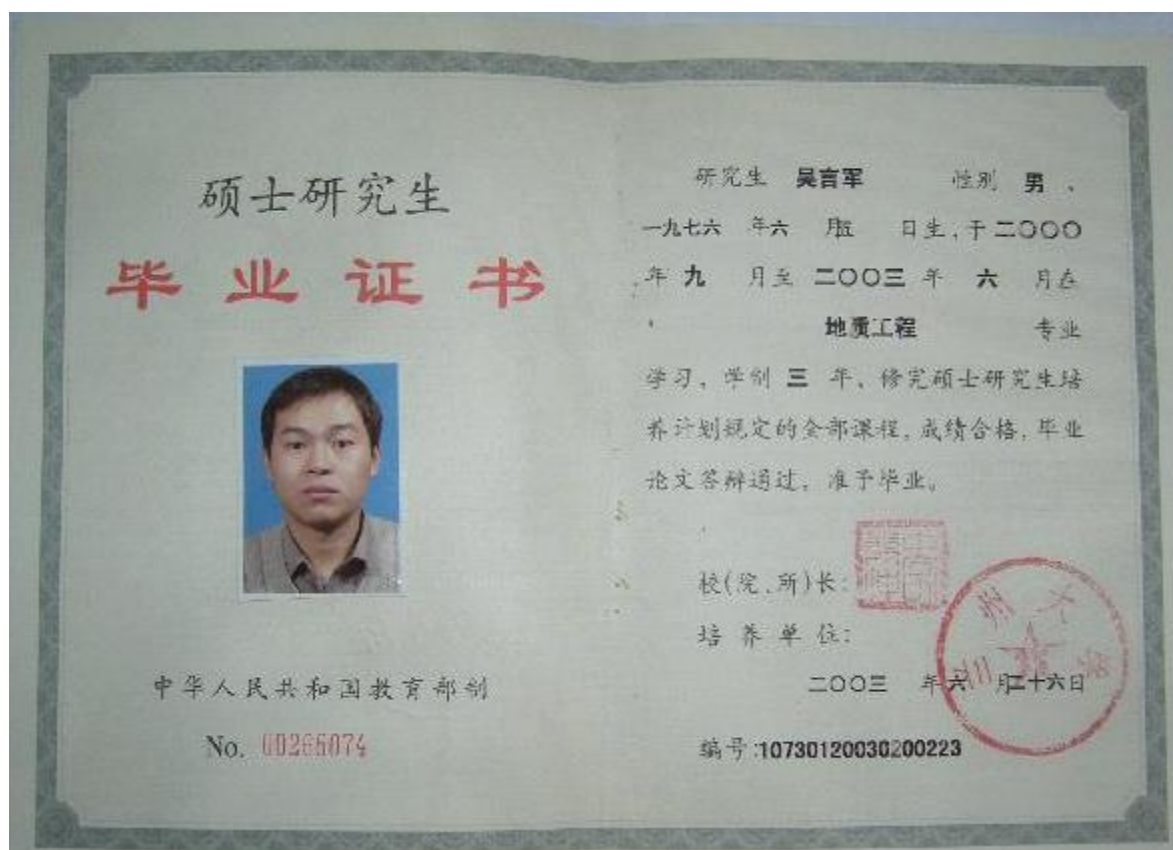 硕士研究生
毕业证书
中华人民共和国教育部制
No.
研究生 吴言军 性别 男、
一九七六 年六 月五 日生,于二〇〇〇
年 九 月至 二〇〇三 年 六 月在
地质工程 专业
学习,学制 三 年,修完硕士研究生培
养计划规定的全部课程,成绩合格,毕业
论文答辩通过,准予毕业。
校(院、所)长:
培养单位:
兰州大学
二〇〇三 年六 月二十六日
编号:10730120030200223